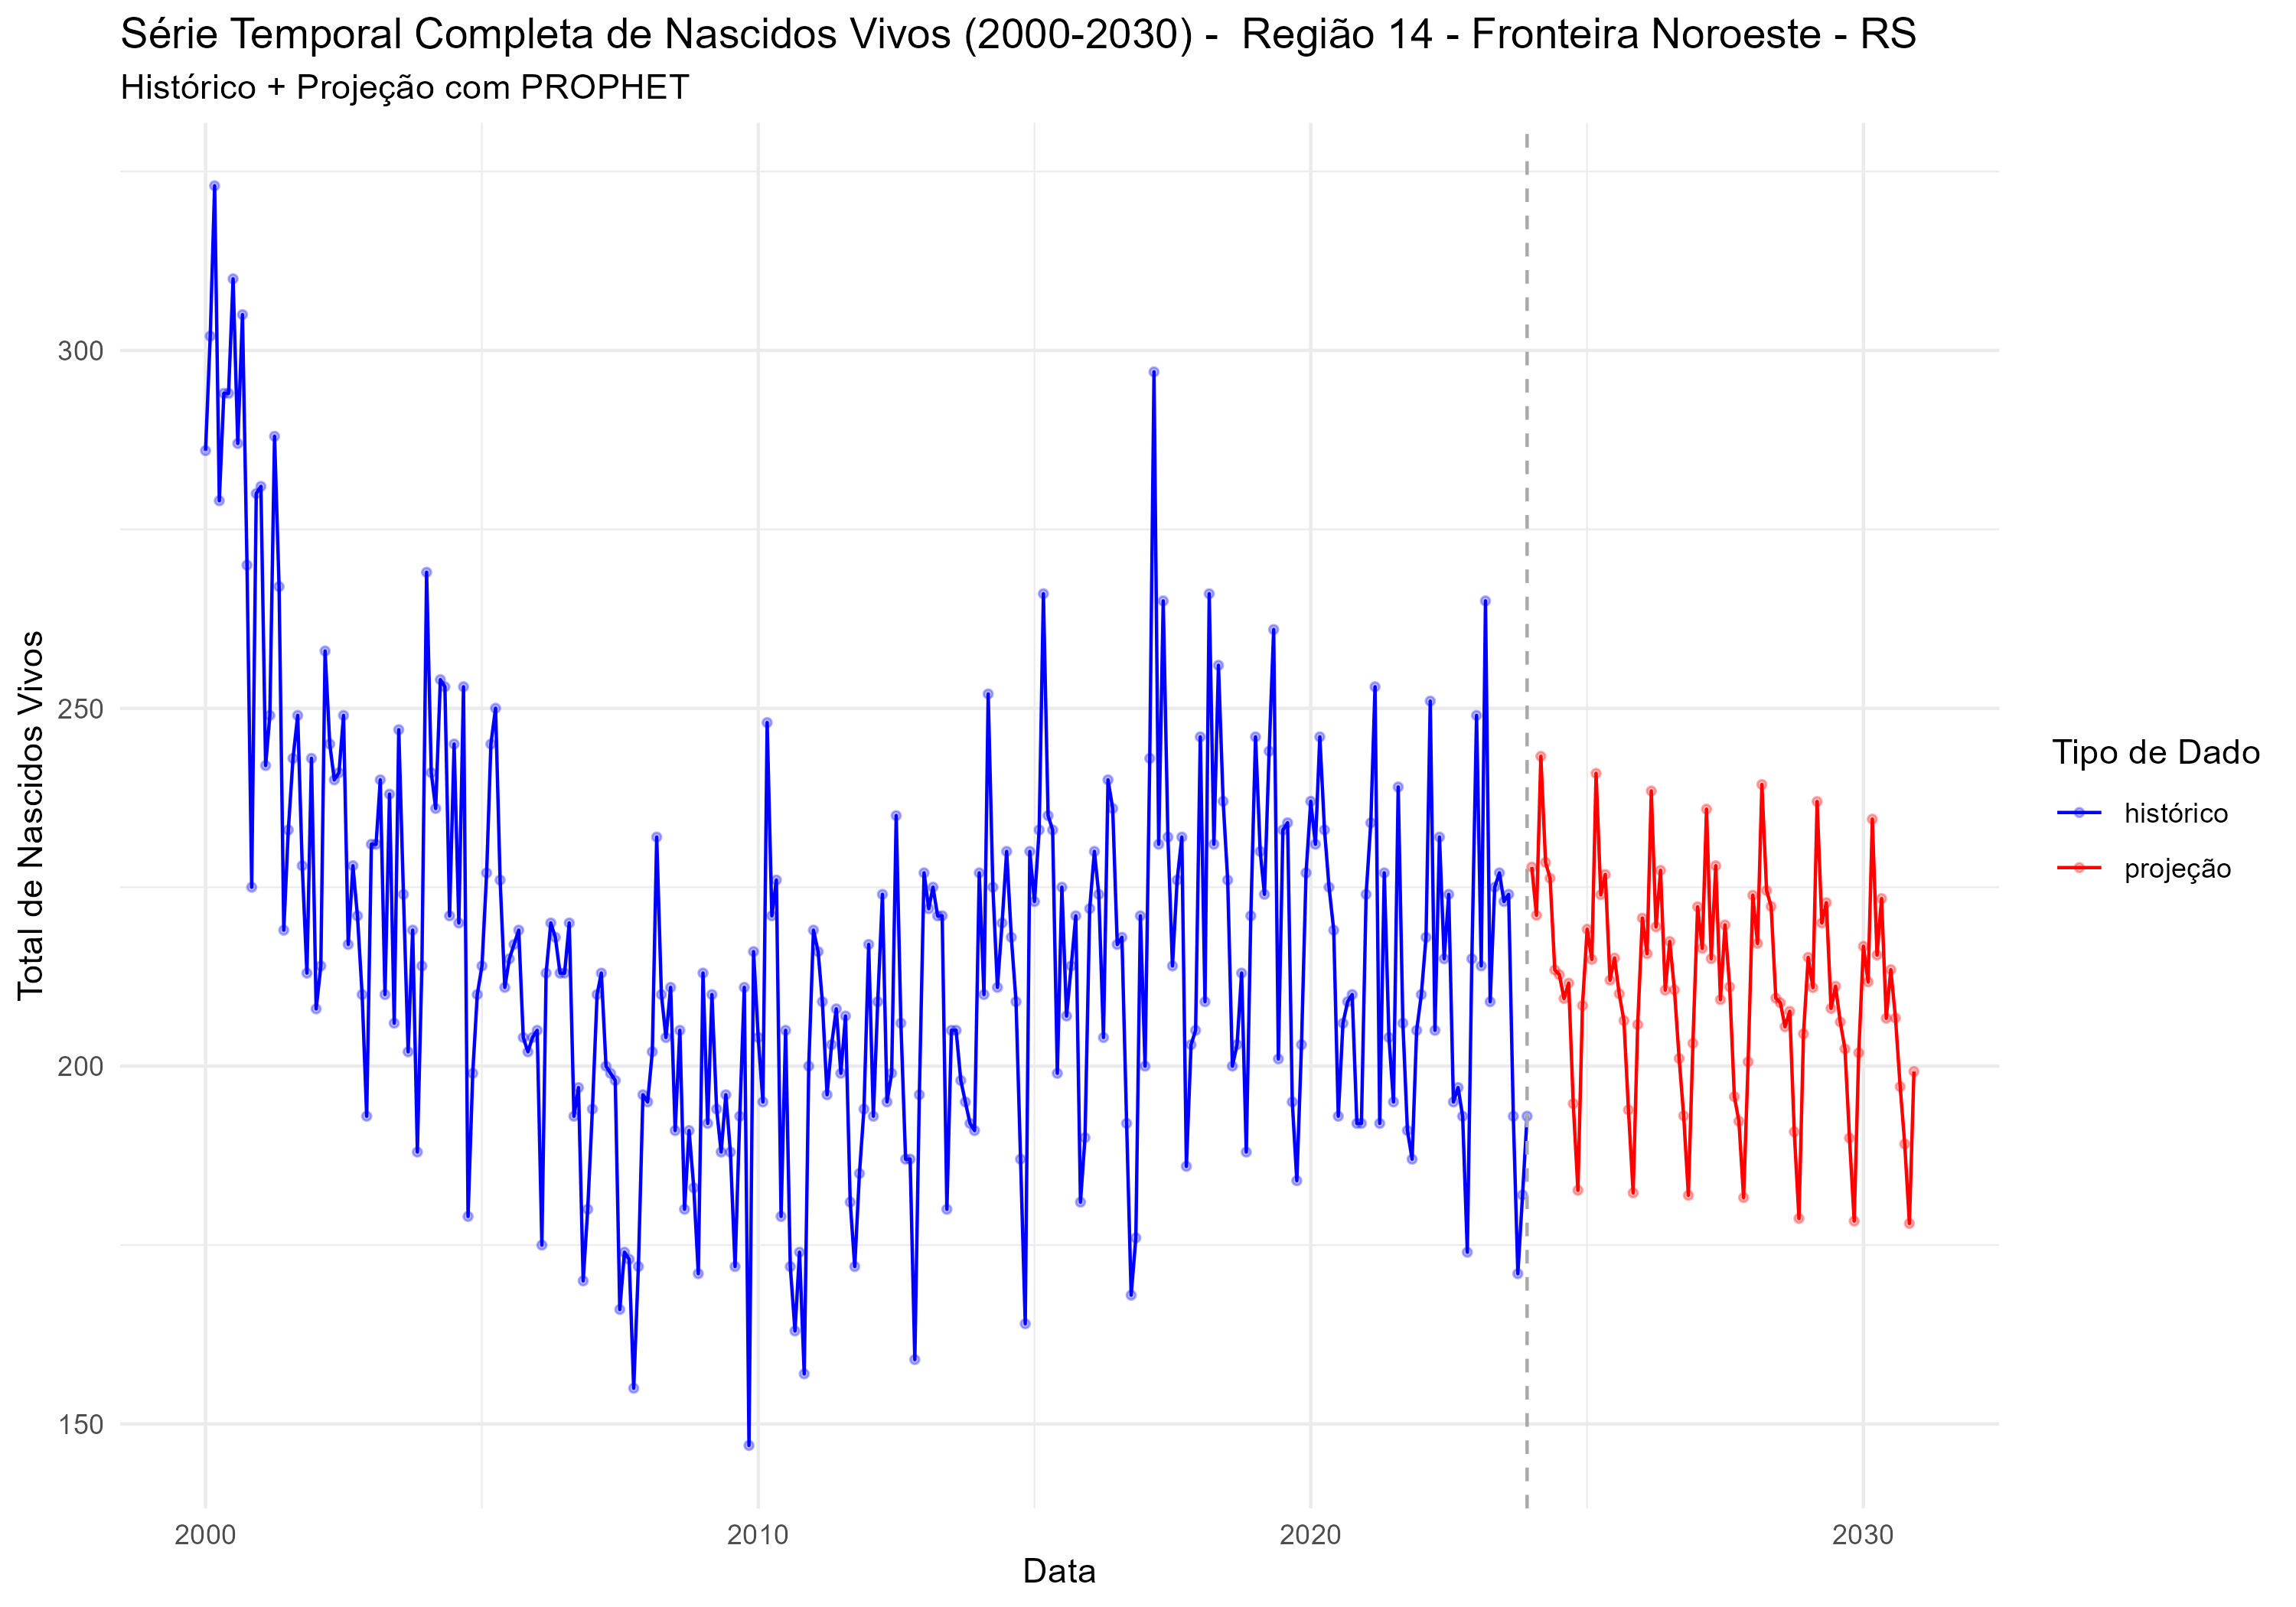 Série Temporal Completa de Nascidos Vivos (2000-2030) -  Região 14 - Fronteira Noroeste - RS
Histórico + Projeção com PROPHET
Total de Nascidos Vivos
300
250
200
150
2000
2010
2020
2030
Data
Tipo de Dado
histórico
projeção